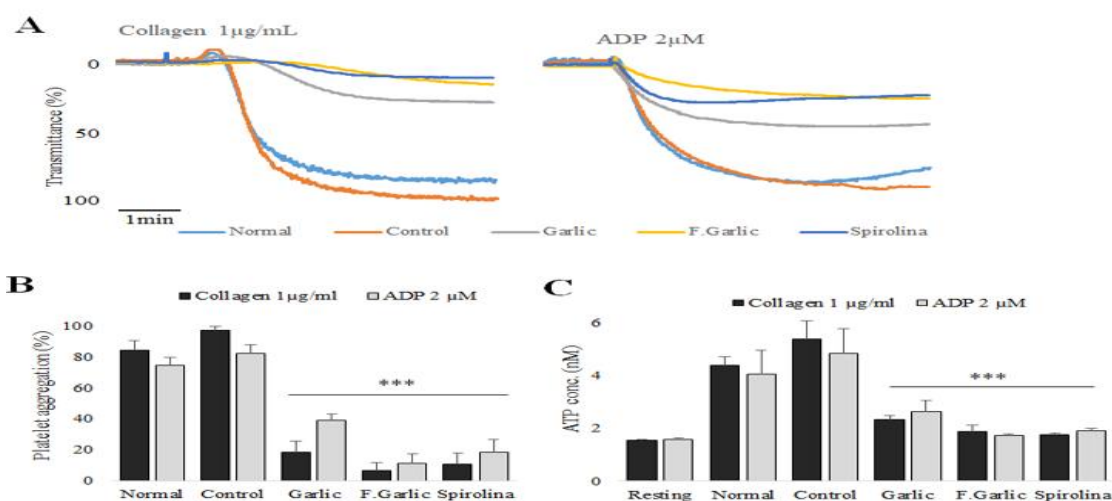 A
Collagen 1µg/mL
ADP 2µM
Transmittance (%)
0
50
100
1min
Normal
Control
Garlic
F.Garlic
Spirolina
B
Collagen 1µg/ml
ADP 2 µM
Platelet aggregation (%)
100
80
60
40
20
0
***
Normal
Control
Garlic
F.Garlic
Spirolina
C
Collagen 1 µg/ml
ADP 2 µM
ATP conc. (nM)
6
4
2
0
***
Resting
Normal
Control
Garlic
F.Garlic
Spirolina